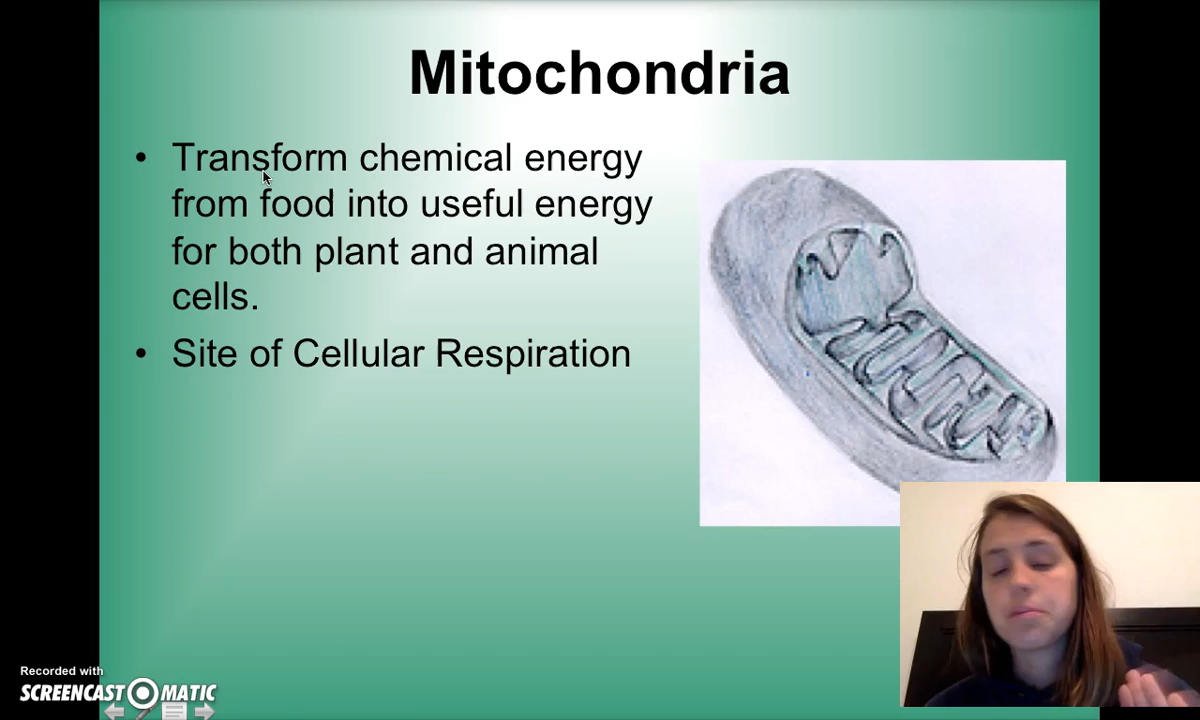 Mitochondria
• Transform chemical energy
from food into useful energy
for both plant and animal
cells.
• Site of Cellular Respiration
Recorded with
SCREENCAST MATIC